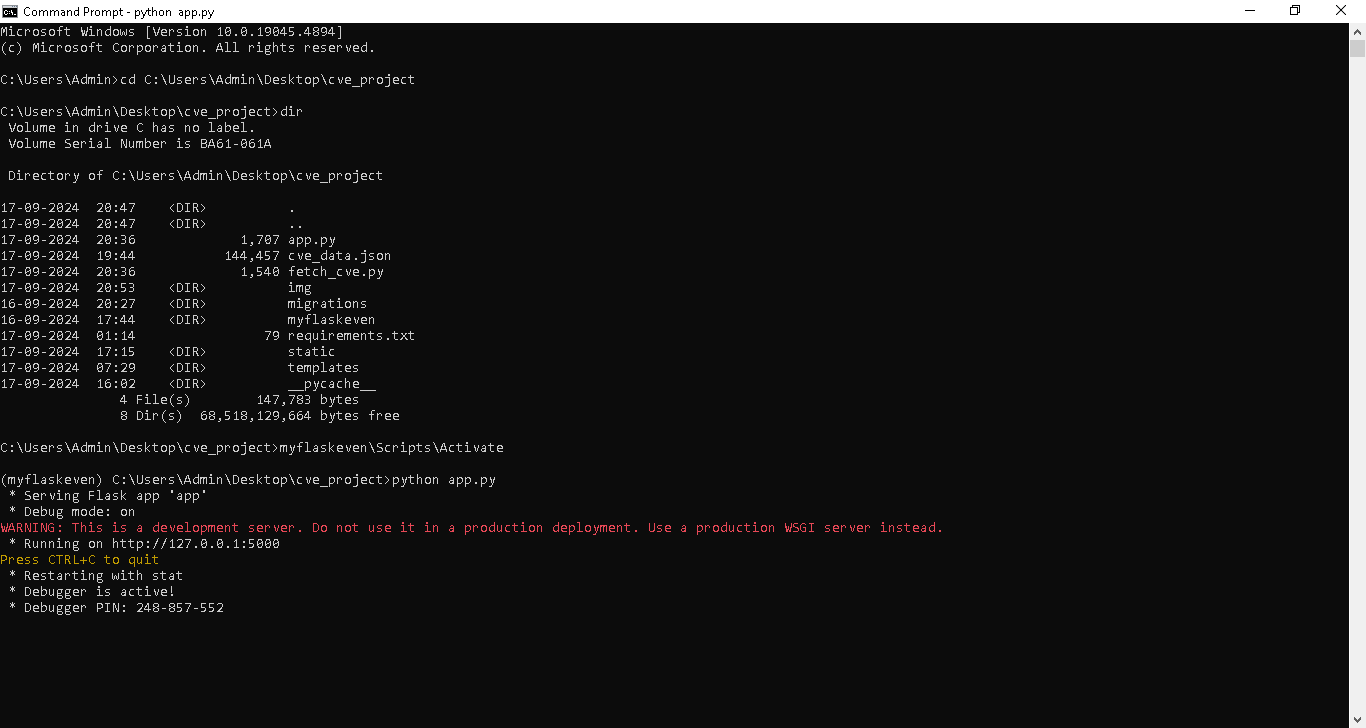 Command Prompt - python  app.py
Microsoft Windows [Version 10.0.19045.4894]
(c) Microsoft Corporation. All rights reserved.
C:\Users\Admin>cd C:\Users\Admin\Desktop\cve_project
C:\Users\Admin\Desktop\cve_project>dir
 Volume in drive C has no label.
 Volume Serial Number is BA61-061A
 Directory of C:\Users\Admin\Desktop\cve_project
17-09-2024  20:47    <DIR>          .
17-09-2024  20:47    <DIR>          ..
17-09-2024  20:36             1,707 app.py
17-09-2024  19:44           144,457 cve_data.json
17-09-2024  20:36             1,540 fetch_cve.py
17-09-2024  20:53    <DIR>          img
16-09-2024  20:27    <DIR>          migrations
16-09-2024  17:44    <DIR>          myflaskeven
17-09-2024  01:14                79 requirements.txt
17-09-2024  17:15    <DIR>          static
17-09-2024  07:29    <DIR>          templates
17-09-2024  16:02    <DIR>          __pycache__
               4 File(s)        147,783 bytes
               8 Dir(s)  68,518,129,664 bytes free
C:\Users\Admin\Desktop\cve_project>myflaskeven\Scripts\Activate
(myflaskeven) C:\Users\Admin\Desktop\cve_project>python app.py
 * Serving Flask app 'app'
 * Debug mode: on
WARNING: This is a development server. Do not use it in a production deployment. Use a production WSGI server instead.
 * Running on http://127.0.0.1:5000
Press CTRL+C to quit
 * Restarting with stat
 * Debugger is active!
 * Debugger PIN: 248-857-552